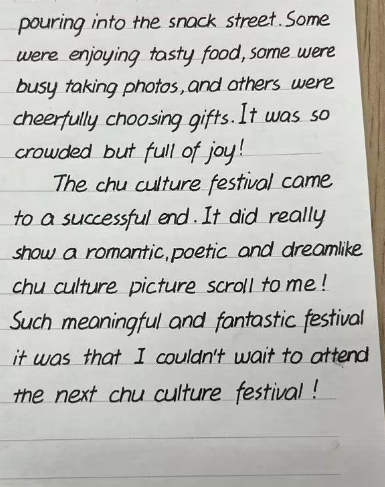 pouring into the snack street. Some
were enjoying tasty food, some were
busy taking photos, and others were
cheerfully choosing gifts. It was so
crowded but full of joy!
The chu culture festival came
to a successful end. It did really
show a romantic, poetic and dreamlike
chu culture picture scroll to me!
Such meaningful and fantastic festival
it was that I couldn't wait to attend
the next chu culture festival!